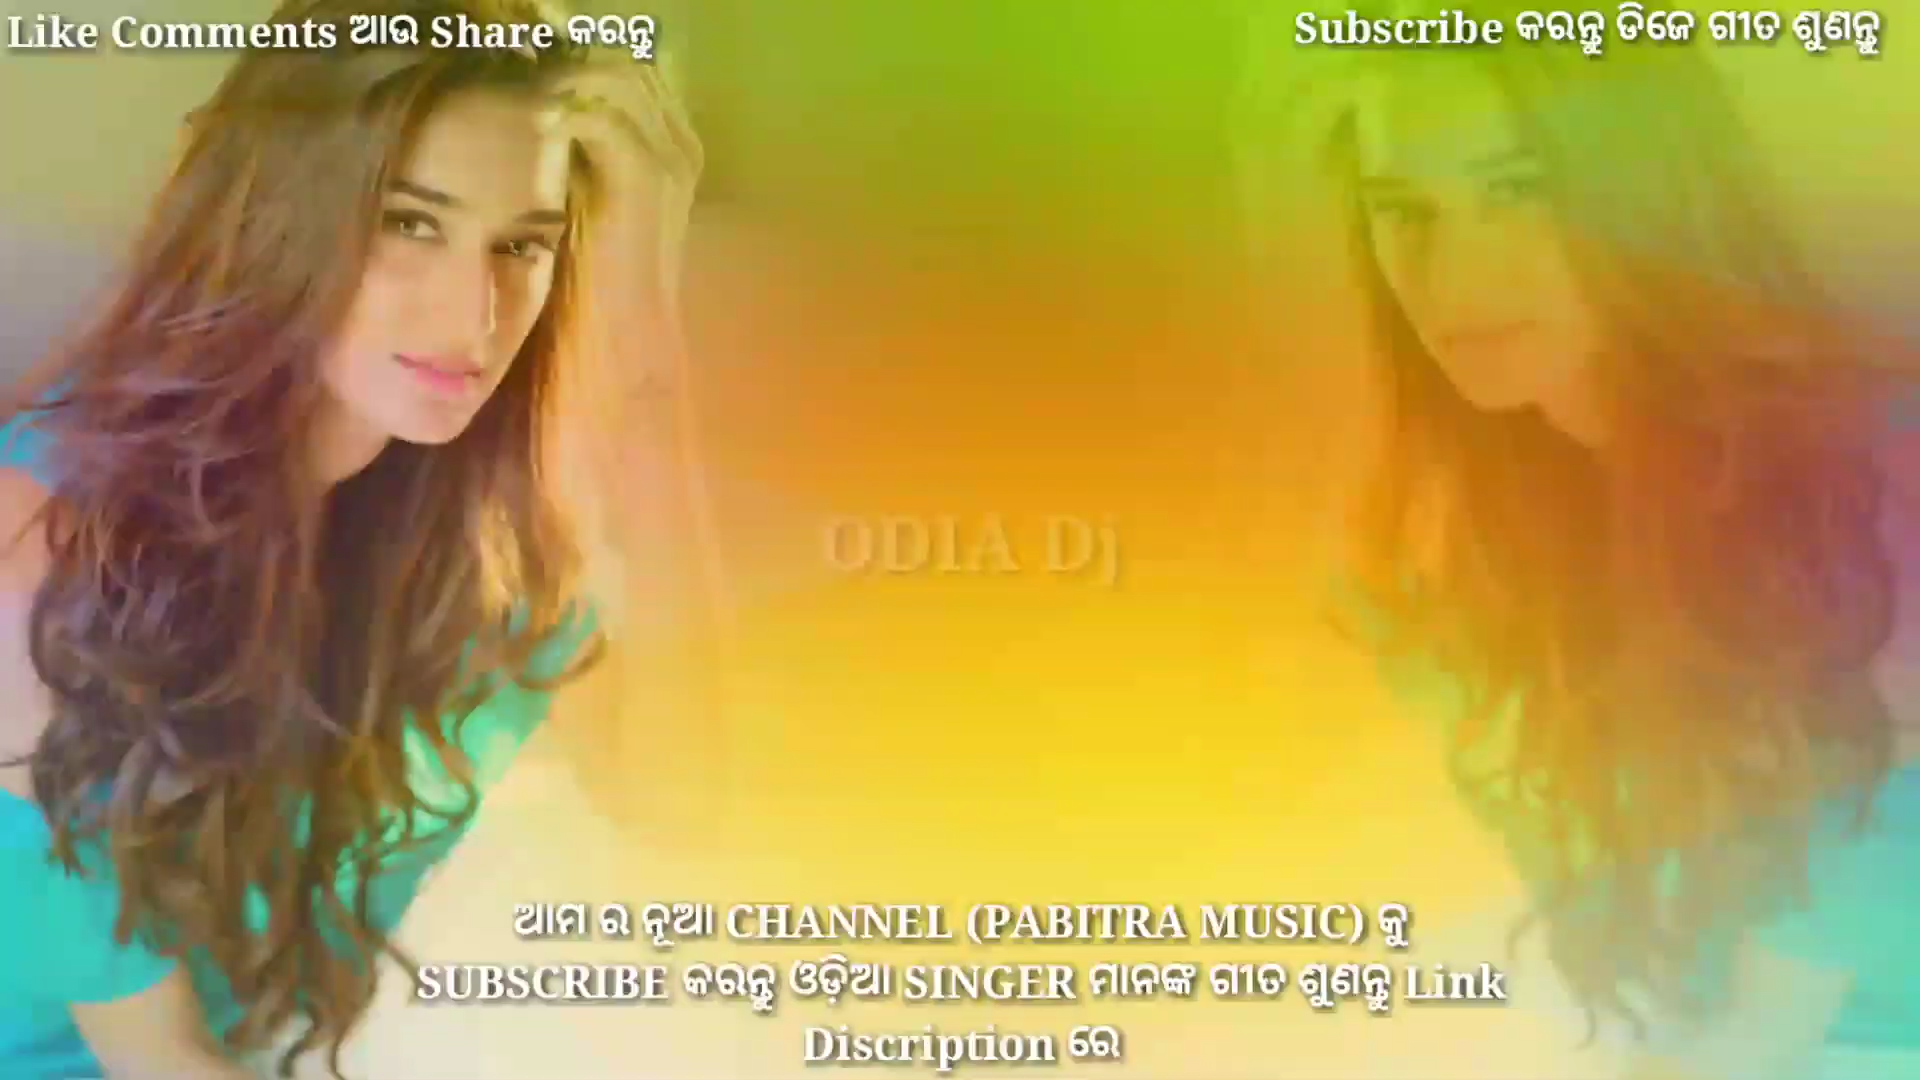 Like Comments ଆଉ Share କରନ୍ତୁ
Subscribe କରନ୍ତୁ ଡିଜେ ଗୀତ ଶୁଣନ୍ତୁ
ODIA Dj
ଆମ ର ନୂଆ CHANNEL (PABITRA MUSIC) କୁ
SUBSCRIBE କରନ୍ତୁ ଓଡ଼ିଆ SINGER ମାନଙ୍କ ଗୀତ ଶୁଣନ୍ତୁ Link
Discription ରେ